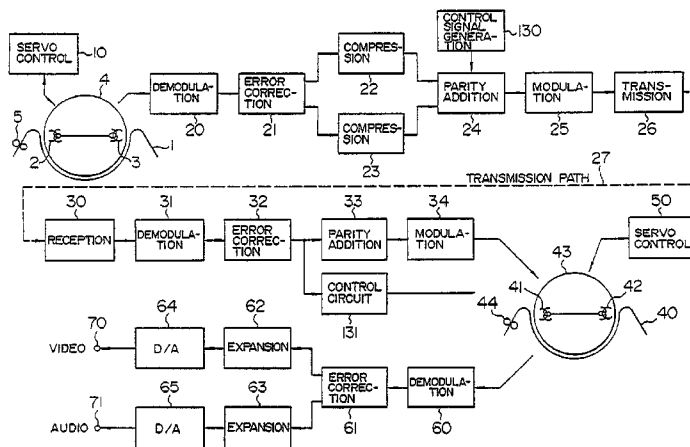 SERVO
CONTROL
10
4
5
2
3
1
DEMODULA-
TION
20
ERROR
CORREC-
TION
21
COMPRES-
SION
22
COMPRES-
SION
23
CONTROL
SIGNAL
GENERA-
TION
130
PARITY
ADDITION
24
MODULA-
TION
25
TRANS-
MISSION
26
TRANSMISSION PATH
27
30
RECEPTION
31
DEMODULA-
TION
32
ERROR
CORREC-
TION
33
PARITY
ADDITION
34
MODULA-
TION
CONTROL
CIRCUIT
131
50
SERVO
CONTROL
43
41
42
44
40
VIDEO
70
64
D/A
62
EXPANSION
AUDIO
71
65
D/A
63
EXPANSION
ERROR
CORREC-
TION
61
DEMODULA-
TION
60